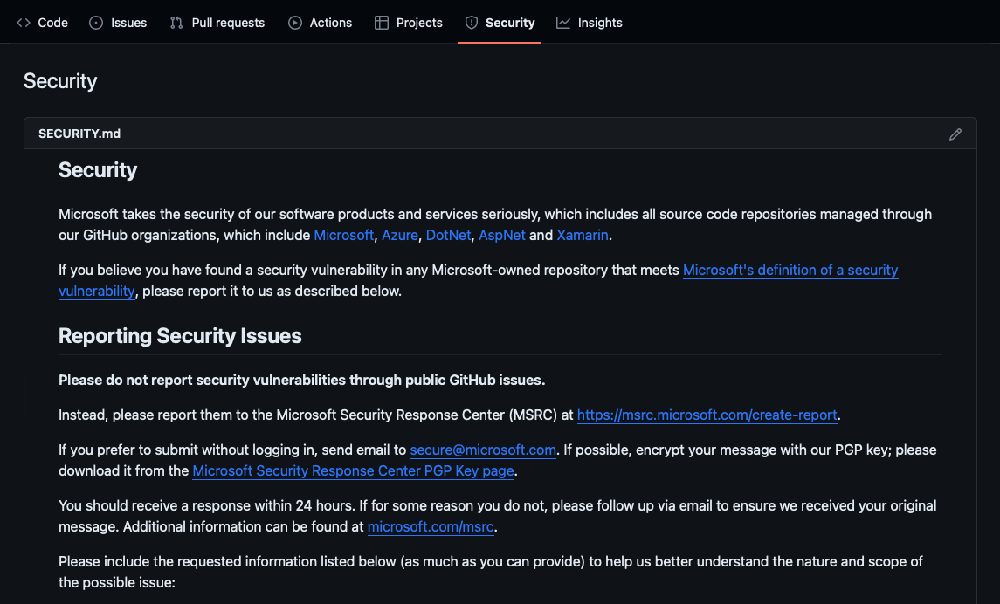 Code Issues Pull requests Actions Projects Security Insights
Security
SECURITY.md
Security
Microsoft takes the security of our software products and services seriously, which includes all source code repositories managed through
our GitHub organizations, which include Microsoft, Azure, DotNet, AspNet and Xamarin.
If you believe you have found a security vulnerability in any Microsoft-owned repository that meets Microsoft's definition of a security
vulnerability, please report it to us as described below.
Reporting Security Issues
Please do not report security vulnerabilities through public GitHub issues.
Instead, please report them to the Microsoft Security Response Center (MSRC) at https://msrc.microsoft.com/create-report.
If you prefer to submit without logging in, send email to secure@microsoft.com. If possible, encrypt your message with our PGP key; please
download it from the Microsoft Security Response Center PGP Key page.
You should receive a response within 24 hours. If for some reason you do not, please follow up via email to ensure we received your original
message. Additional information can be found at microsoft.com/msrc.
Please include the requested information listed below (as much as you can provide) to help us better understand the nature and scope of
the possible issue: